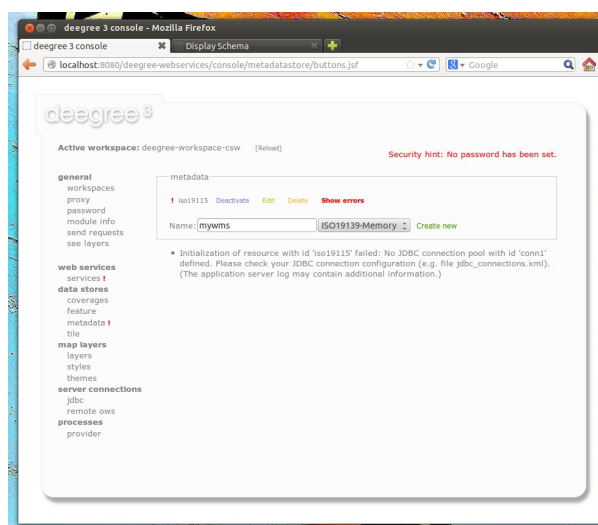 deegree 3 console - Mozilla Firefox
deegree 3 console
Display Schema
localhost:8080/deegree-webservices/console/metadatastore/buttons.jsf
Google
deegree 3
Active workspace: deegree-workspace-csw [Reload]
Security hint: No password has been set.
general
workspaces
proxy
password
module info
send requests
see layers
web services
services !
data stores
coverages
feature
metadata !
tile
map layers
layers
styles
themes
server connections
jdbc
remote ows
processes
provider
metadata
! iso19115 Deactivate Edit Delete Show errors
Name: mywms ISO19139-Memory Create new
• Initialization of resource with id 'iso19115' failed: No JDBC connection pool with id 'conn1'
defined. Please check your JDBC connection configuration (e.g. file jdbc_connections.xml).
(The application server log may contain additional information.)